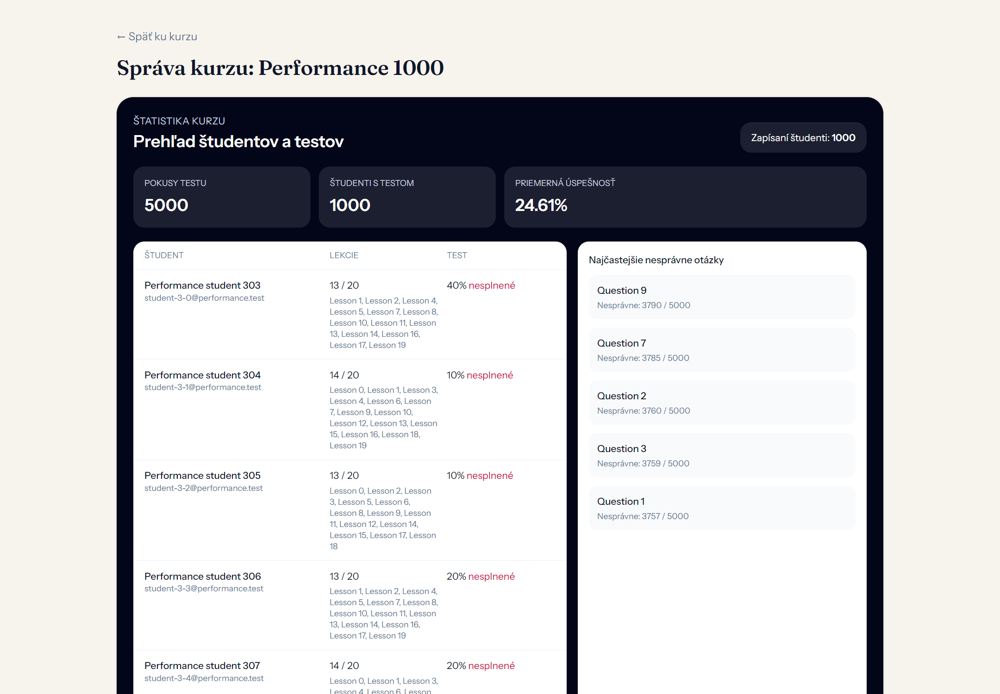 ← Späť ku kurzu
Správa kurzu: Performance 1000
ŠTATISTIKA KURZU
Prehľad študentov a testov
Zapísaní študenti: 1000
POKUSY TESTU
5000
ŠTUDENTI S TESTOM
1000
PRIEMERNÁ ÚSPEŠNOSŤ
24.61%
ŠTUDENT
LEKCIE
TEST
Performance student 303
student-3-0@performance.test
13 / 20
Lesson 1, Lesson 2, Lesson 4,
Lesson 5, Lesson 7, Lesson 8,
Lesson 10, Lesson 11, Lesson
13, Lesson 14, Lesson 16,
Lesson 17, Lesson 19
40% nesplnené
Performance student 304
student-3-1@performance.test
14 / 20
Lesson 0, Lesson 1, Lesson 3,
Lesson 4, Lesson 6, Lesson
7, Lesson 9, Lesson 10,
Lesson 12, Lesson 13, Lesson
15, Lesson 16, Lesson 18,
Lesson 19
10% nesplnené
Performance student 305
student-3-2@performance.test
13 / 20
Lesson 0, Lesson 2, Lesson
3, Lesson 5, Lesson 6,
Lesson 8, Lesson 9, Lesson
11, Lesson 12, Lesson 14,
Lesson 15, Lesson 17, Lesson
18
10% nesplnené
Performance student 306
student-3-3@performance.test
13 / 20
Lesson 1, Lesson 2, Lesson 4,
Lesson 5, Lesson 7, Lesson 8,
Lesson 10, Lesson 11, Lesson
13, Lesson 14, Lesson 16,
Lesson 17, Lesson 19
20% nesplnené
Performance student 307
student-3-4@performance.test
14 / 20
Lesson 0, Lesson 1, Lesson 3,
Lesson 4, Lesson 6, Lesson
20% nesplnené
Najčastejšie nesprávne otázky
Question 9
Nesprávne: 3790 / 5000
Question 7
Nesprávne: 3785 / 5000
Question 2
Nesprávne: 3760 / 5000
Question 3
Nesprávne: 3759 / 5000
Question 1
Nesprávne: 3757 / 5000